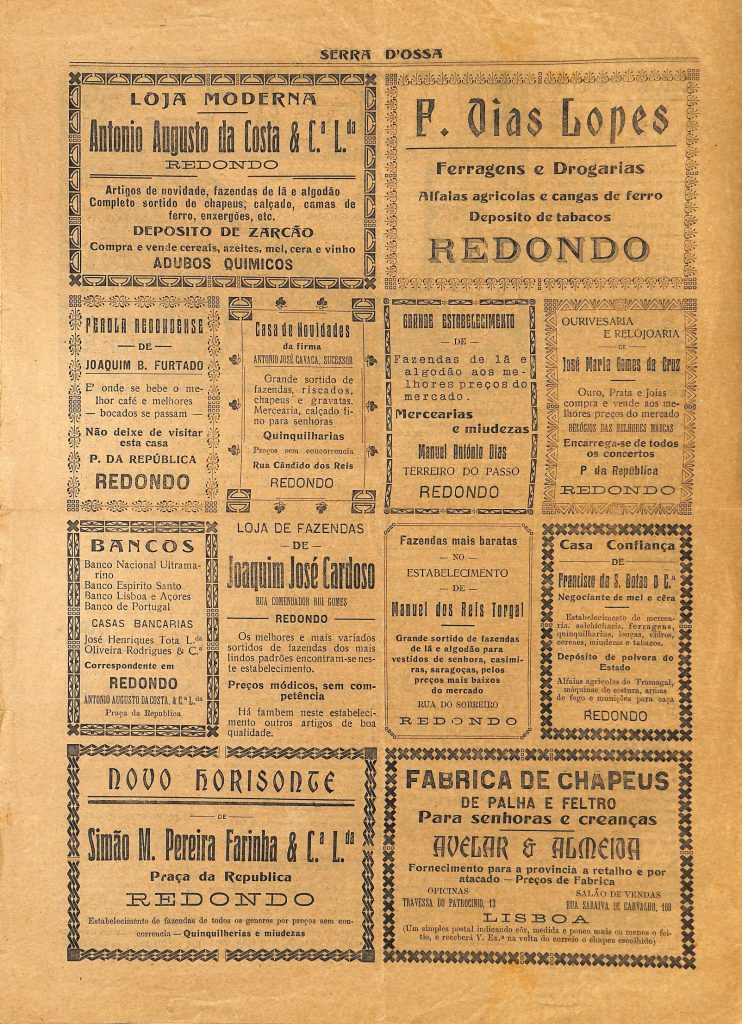 SERRA D'OSSA
LOJA MODERNA
Antonio Augusto da Costa & C.ª L.da
REDONDO
Artigos de novidade, fazendas de lã e algodão
Completo sortido de chapeus, calçado, camas de
ferro, enxergões, etc.
DEPOSITO DE ZARCÃO
Compra e vende cereais, azeites, mel, cera e vinho
ADUBOS QUIMICOS
F. Dias Lopes
Ferragens e Drogarias
Alfaias agricolas e cangas de ferro
Deposito de tabacos
REDONDO
PEROLA REDONDENSE
— DE —
JOAQUIM B. FURTADO
E' onde se bebe o me-
lhor café e melhores
— bocados se passam —
Não deixe de visitar
esta casa
P. DA REPÚBLICA
REDONDO
Casa de Novidades
da firma
ANTONIO JOSÉ CAVACA, SUCESSOR
Grande sortido de
fazendas, riscados,
chapeus e gravatas.
Mercearia, calçado fi-
no para senhoras
Quinquilharias
Preços sem concorrencia
Rua Cândido dos Reis
REDONDO
GRANDE ESTABELECIMENTO
— DE —
Fazendas de lã e
algodão aos me-
lhores preços do
mercado.
Mercearias
e miudezas
Manuel António Dias
TERREIRO DO PASSO
REDONDO
OURIVESARIA
E RELOJOARIA
DE
José Maria Gomes da Cruz
Ouro, Prata e Joias
compra e vende aos me-
lhores preços do mercado
RELÓGIOS DAS MELHORES MARCAS
Encarrega-se de todos
os concertos
P da República
REDONDO
BANCOS
Banco Nacional Ultrama-
rino
Banco Espirito Santo
Banco Lisboa e Açores
Banco de Portugal
CASAS BANCARIAS
José Henriques Tota L.da
Oliveira Rodrigues & C.ª
Correspondente em
REDONDO
ANTONIO AUGUSTO DA COSTA, & C.ª L.da
Praça da Republica
LOJA DE FAZENDAS
— DE —
Joaquim José Cardoso
RUA COMENDADOR RUI GOMES
REDONDO
Os melhores e mais variados
sortidos de fazendas dos mais
lindos padrões encontram-se nes-
te estabelecimento.
Preços módicos, sem com-
petência
Há tambem neste estabeleci-
mento outros artigos de boa
qualidade.
Fazendas mais baratas
— NO —
ESTABELECIMENTO
— DE —
Manuel dos Reis Torgal
Grande sortido de fazendas
de lã e algodão para
vestidos de senhora, casimi-
ras, saragoças, pelos
preços mais baixos
do mercado
RUA DO SOBREIRO
REDONDO
Casa Confiança
DE
Francisco da S. Botas & C.ª
Negociante de mel e cêra
Estabelecimento de mercea-
ria, salchicharia, ferragens,
quinquilharias, louças, vidros,
cereaes, miudezas e tabacos.
Depósito de polvora do
Estado
Alfaias agricolas do Tramagal,
máquinas de costura, armas
de fogo e munições para caça
REDONDO
NOVO HORISONTE
DE
Simão M. Pereira Farinha & C.ª L.da
Praça da Republica
REDONDO
Estabelecimento de fazendas de todos os generos por preços sem con-
correncia — Quinquilherias e miudezas
FABRICA DE CHAPEUS
DE PALHA E FELTRO
Para senhoras e creanças
AVELAR & ALMEIDA
Fornecimento para a provincia a retalho e por
atacado — Preços de Fabrica
OFICINAS
TRAVESSA DO PATROCINIO, 13
SALÃO DE VENDAS
RUA SARAIVA DE CARVALHO, 168
LISBOA
(Um simples postal indicando côr, medida e pouco mais ou menos o fei-
tio, e receberá V. Ex.ª na volta do correio o chapeu escolhido)